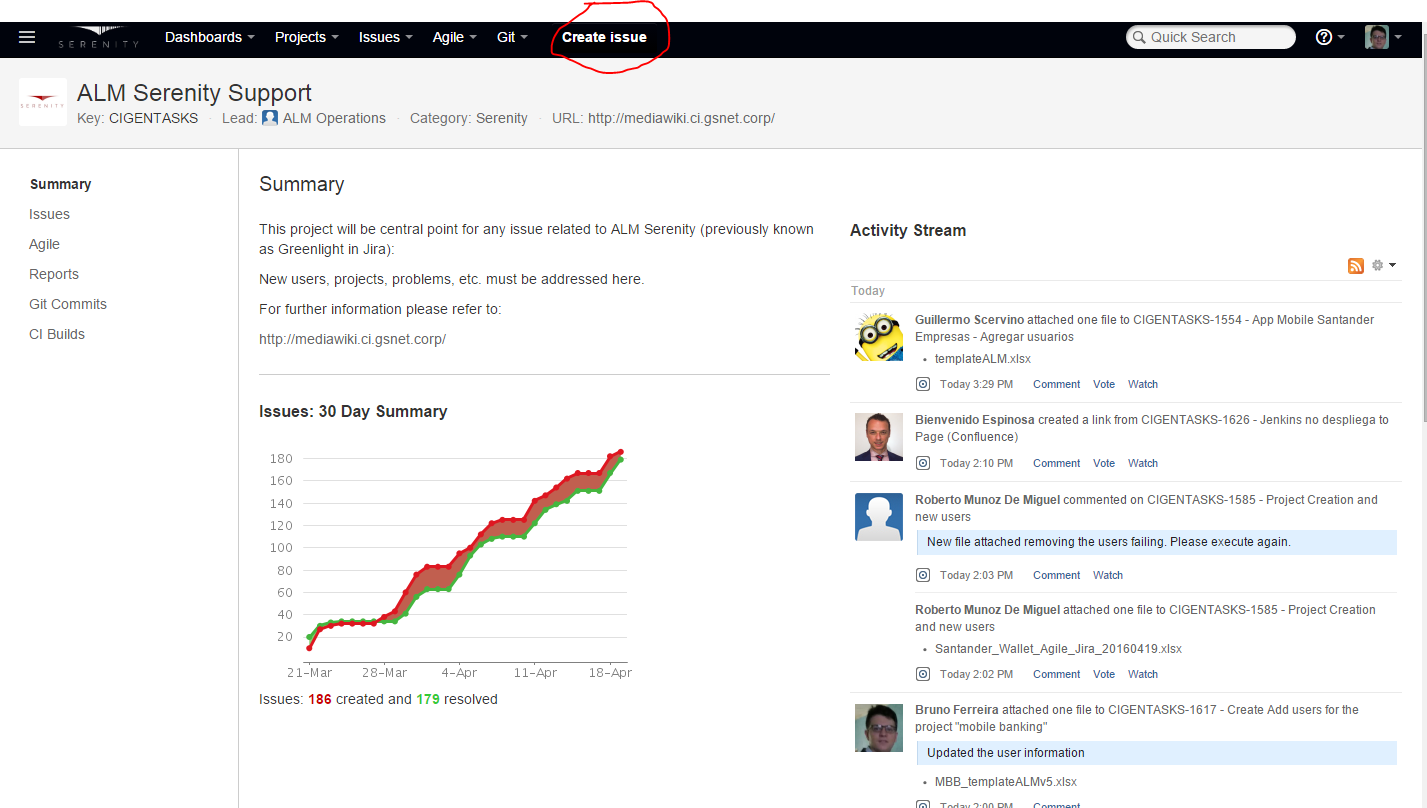 SERENITY
Dashboards Projects Issues Agile Git Create issue Quick Search
SERENITY
ALM Serenity Support
Key: CIGENTASKS · Lead: ALM Operations · Category: Serenity · URL: http://mediawiki.ci.gsnet.corp/
Summary
Issues
Agile
Reports
Git Commits
CI Builds
Summary
This project will be central point for any issue related to ALM Serenity (previously known
as Greenlight in Jira):
New users, projects, problems, etc. must be addressed here.
For further information please refer to:
http://mediawiki.ci.gsnet.corp/
Issues: 30 Day Summary
180
160
140
120
100
80
60
40
20
21-Mar 28-Mar 4-Apr 11-Apr 18-Apr
Issues: 186 created and 179 resolved
Activity Stream
Today
Guillermo Scervino attached one file to CIGENTASKS-1554 - App Mobile Santander
Empresas - Agregar usuarios
• templateALM.xlsx
Today 3:29 PM Comment Vote Watch
Bienvenido Espinosa created a link from CIGENTASKS-1626 - Jenkins no despliega to
Page (Confluence)
Today 2:10 PM Comment Vote Watch
Roberto Munoz De Miguel commented on CIGENTASKS-1585 - Project Creation and
new users
New file attached removing the users failing. Please execute again.
Today 2:03 PM Comment Watch
Roberto Munoz De Miguel attached one file to CIGENTASKS-1585 - Project Creation
and new users
• Santander_Wallet_Agile_Jira_20160419.xlsx
Today 2:02 PM Comment Vote Watch
Bruno Ferreira attached one file to CIGENTASKS-1617 - Create Add users for the
project "mobile banking"
Updated the user information
• MBB_templateALMv5.xlsx
Today 2:00 PM Comment